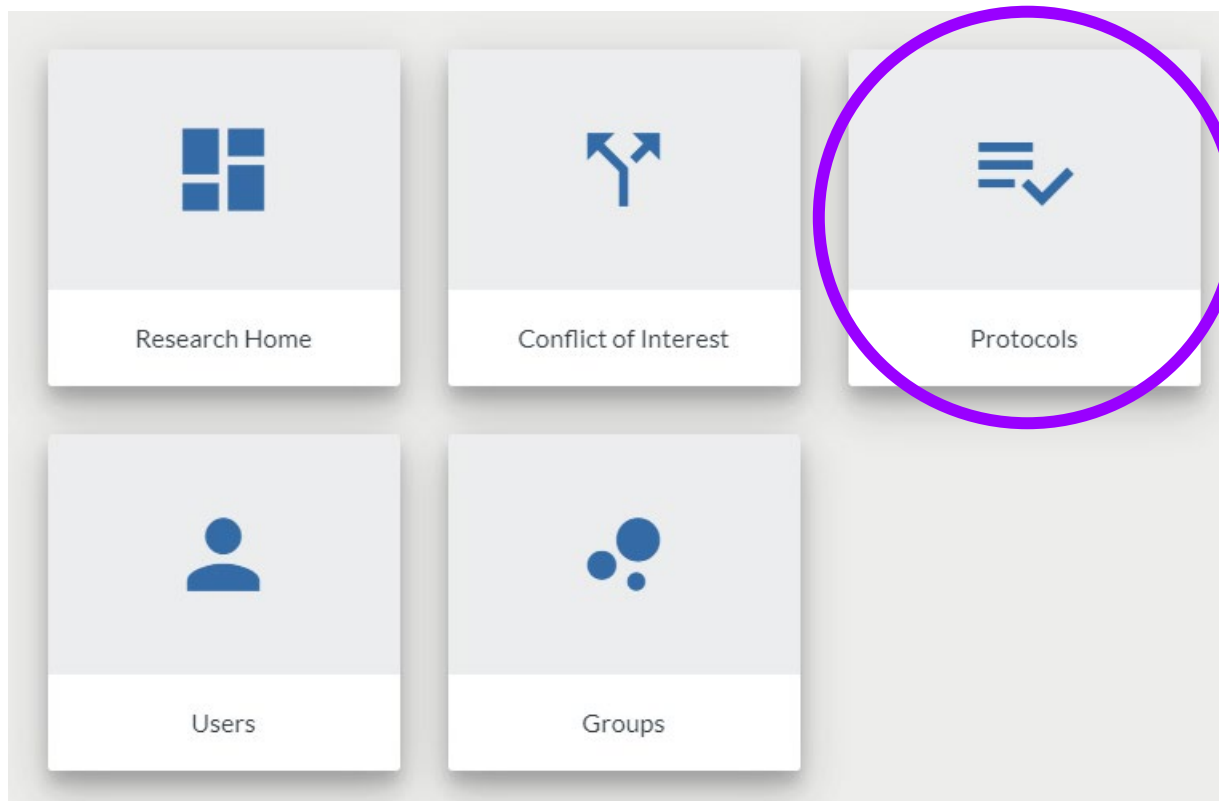 Research Home
Conflict of Interest
Protocols
Users
Groups